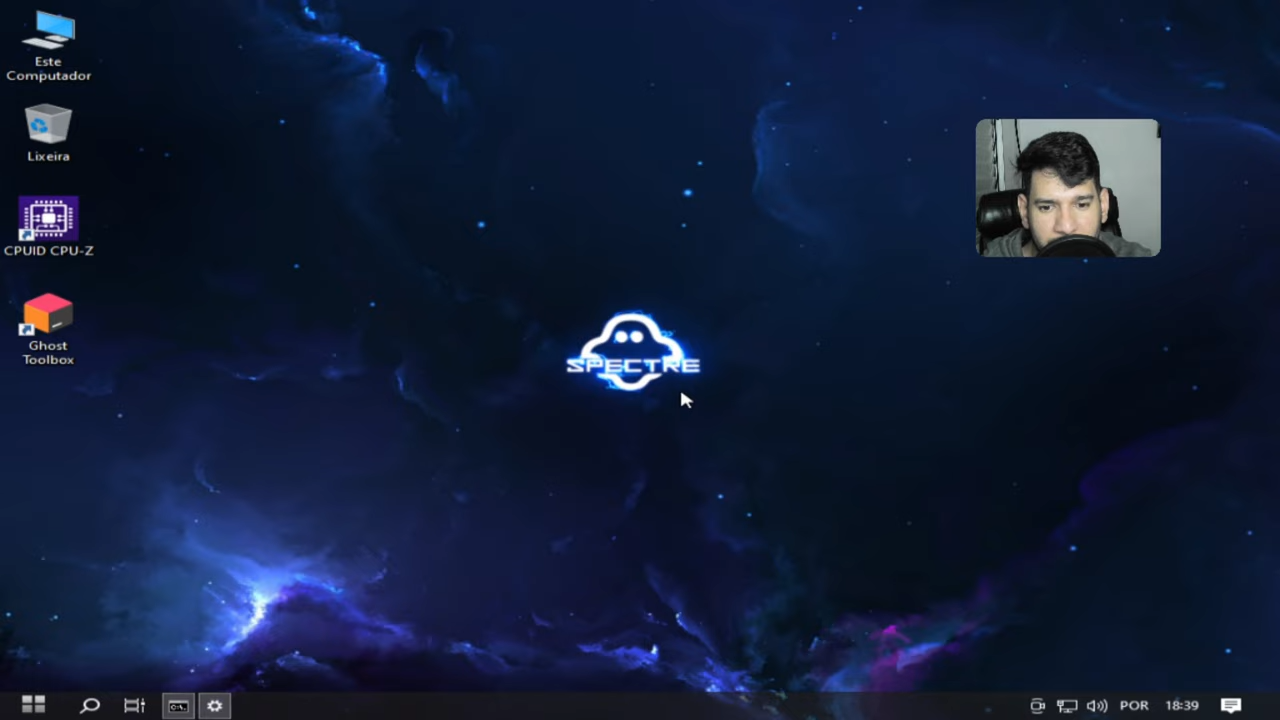 Este
Computador
Lixeira
CPUID CPU-Z
Ghost
Toolbox
SPECTRE
C:\.
POR
18:39